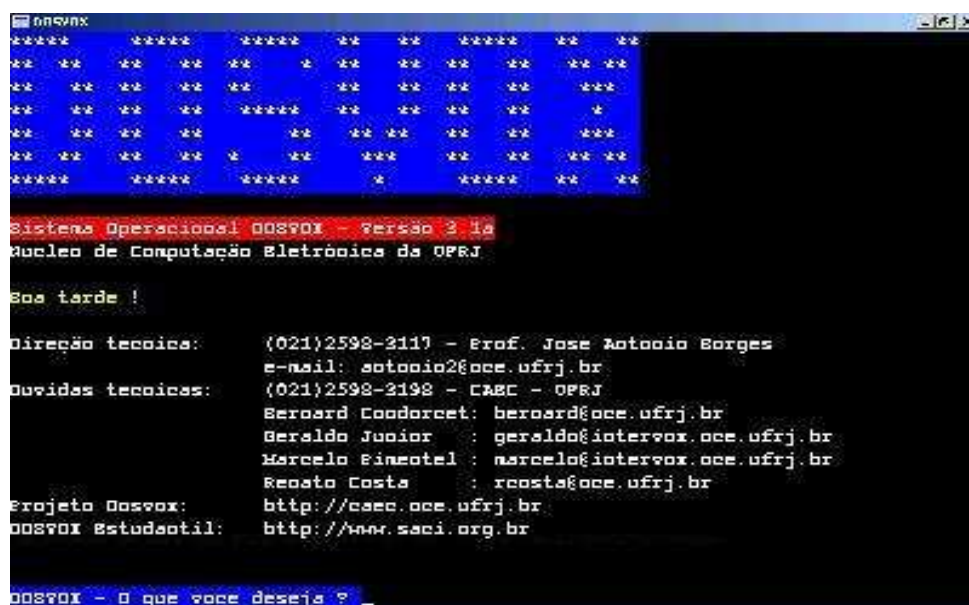 DOSVOX
DOSVOX
Sistema Operacional DOSVOX - Versão 3.1a
Nucleo de Computação Eletrônica da UFRJ
Boa tarde !
Direção tecnica: (021)2598-3117 - Prof. Jose Antonio Borges
e-mail: antonio2@nce.ufrj.br
Duvidas tecnicas: (021)2598-3198 - CAEC - UFRJ
Bernard Condorcet: bernard@nce.ufrj.br
Geraldo Junior : geraldo@intervox.nce.ufrj.br
Marcelo Pimentel : marcelo@intervox.nce.ufrj.br
Renato Costa : rcosta@nce.ufrj.br
Projeto Dosvox: http://caec.nce.ufrj.br
DOSVOX Estudantil: http://www.saci.org.br
DOSVOX - O que voce deseja ? _